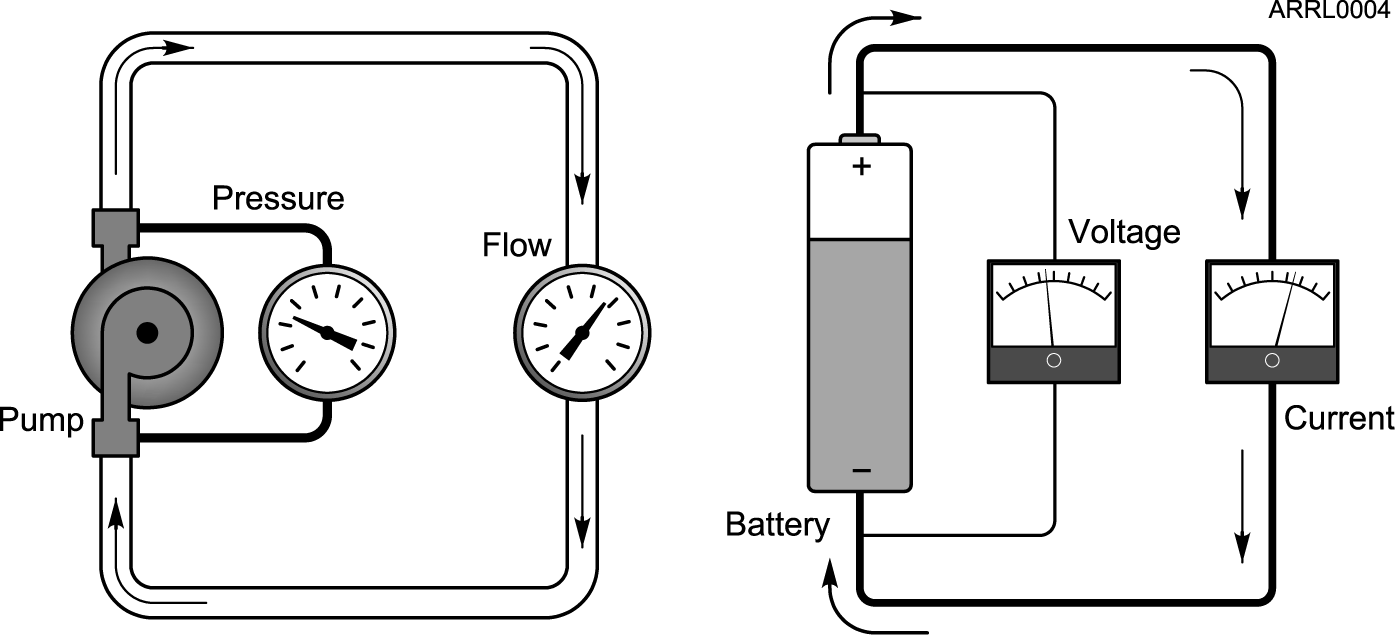 ARRL0004
Pressure
Flow
Pump
+
Voltage
Current
–
Battery